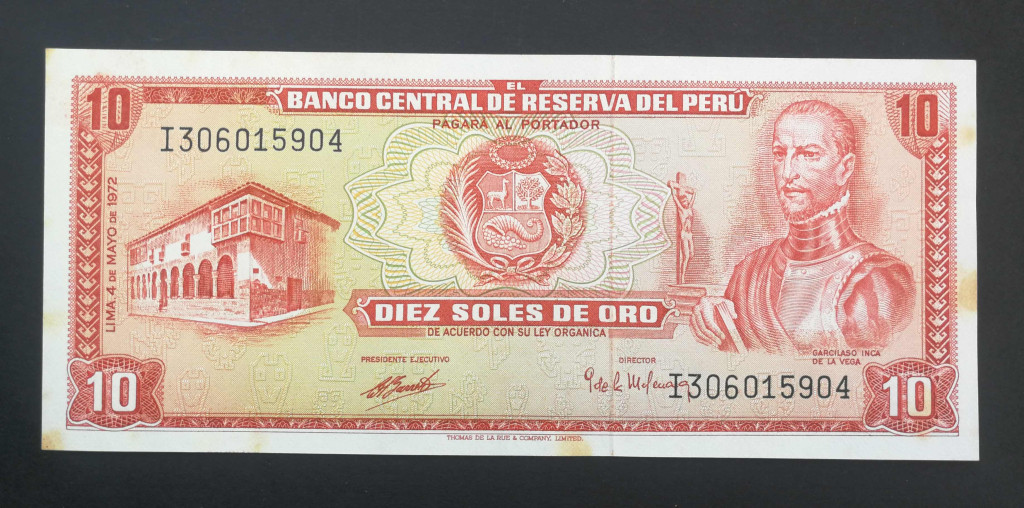 10
EL
BANCO CENTRAL DE RESERVA DEL PERÚ
10
PAGARA AL PORTADOR
I306015904
LIMA 4 DE MAYO DE 1972
DIEZ SOLES DE ORO
DE ACUERDO CON SU LEY ORGANICA
GARCILASO INCA
DE LA VEGA
PRESIDENTE EJECUTIVO
DIRECTOR
I306015904
10
10
THOMAS DE LA RUE & COMPANY, LIMITED.